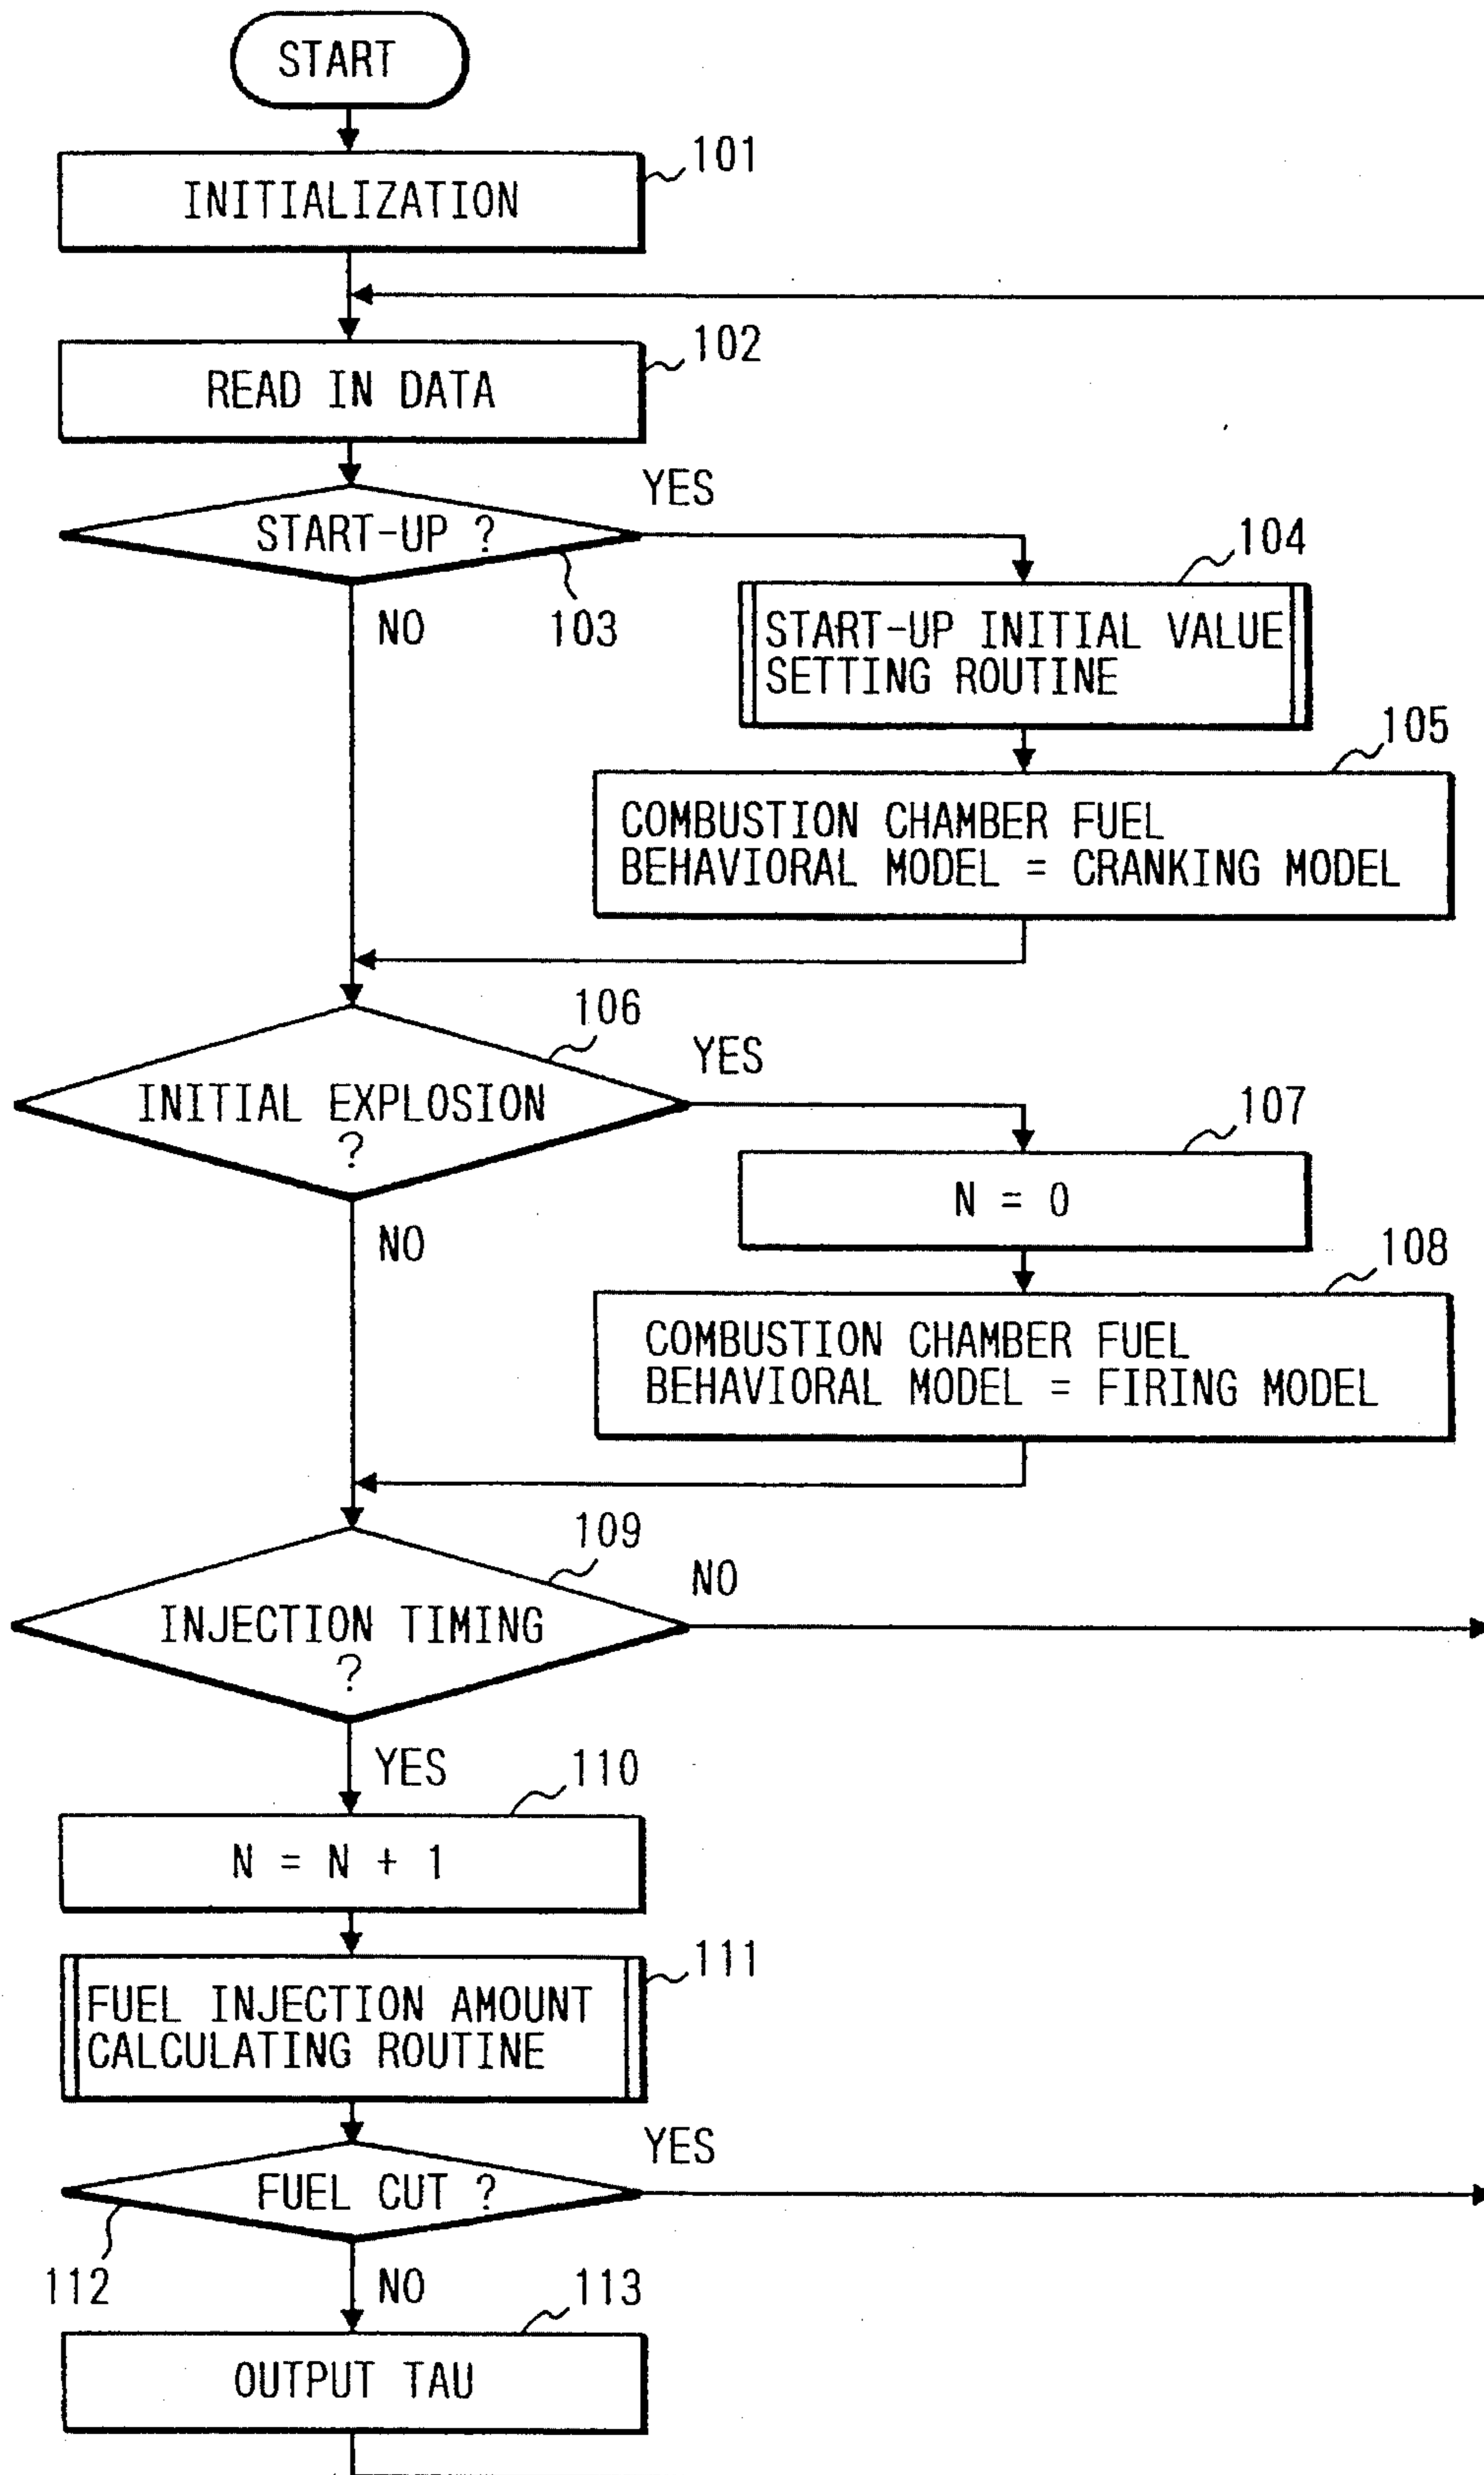 START
101
INITIALIZATION
102
READ IN DATA
YES
START-UP ?
103
NO
104
START-UP INITIAL VALUE
SETTING ROUTINE
105
COMBUSTION CHAMBER FUEL
BEHAVIORAL MODEL = CRANKING MODEL
106
YES
INITIAL EXPLOSION
?
NO
107
N = 0
108
COMBUSTION CHAMBER FUEL
BEHAVIORAL MODEL = FIRING MODEL
109
NO
INJECTION TIMING
?
YES
110
N = N + 1
111
FUEL INJECTION AMOUNT
CALCULATING ROUTINE
YES
FUEL CUT ?
112
NO
113
OUTPUT TAU